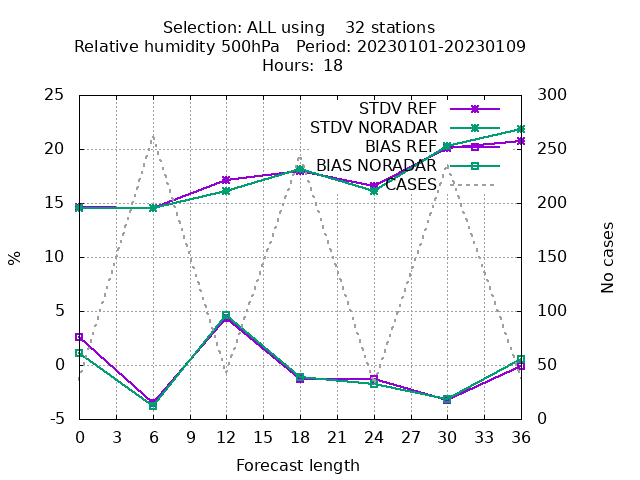 Selection: ALL using    32 stations
Relative humidity 500hPa   Period: 20230101-20230109
Hours: 18
25
20
15
10
5
0
-5
300
250
200
150
100
50
0
STDV REF
STDV NORADAR
BIAS REF
BIAS NORADAR
CASES
%
No cases
0 3 6 9 12 15 18 21 24 27 30 33 36
Forecast length